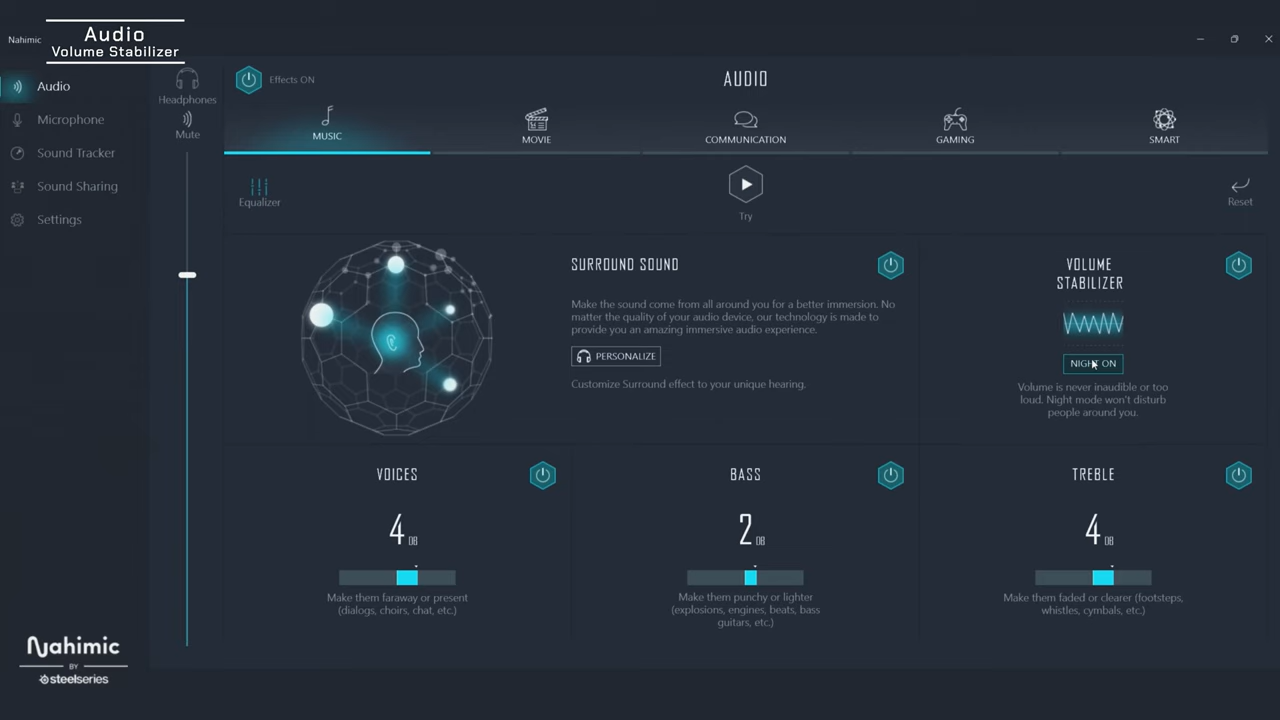 Nahimic
Audio
Volume Stabilizer
Audio
Microphone
Sound Tracker
Sound Sharing
Settings
Headphones
Mute
Effects ON
AUDIO
MUSIC
MOVIE
COMMUNICATION
GAMING
SMART
Equalizer
Try
Reset
SURROUND SOUND
Make the sound come from all around you for a better immersion. No
matter the quality of your audio device, our technology is made to
provide you an amazing immersive audio experience.
PERSONALIZE
Customize Surround effect to your unique hearing.
VOLUME
STABILIZER
NIGHT ON
Volume is never inaudible or too
loud. Night mode won't disturb
people around you.
VOICES
4 DB
Make them faraway or present
(dialogs, choirs, chat, etc.)
BASS
2 DB
Make them punchy or lighter
(explosions, engines, beats, bass
guitars, etc.)
TREBLE
4 DB
Make them faded or clearer (footsteps,
whistles, cymbals, etc.)
Nahimic
BY
steelseries